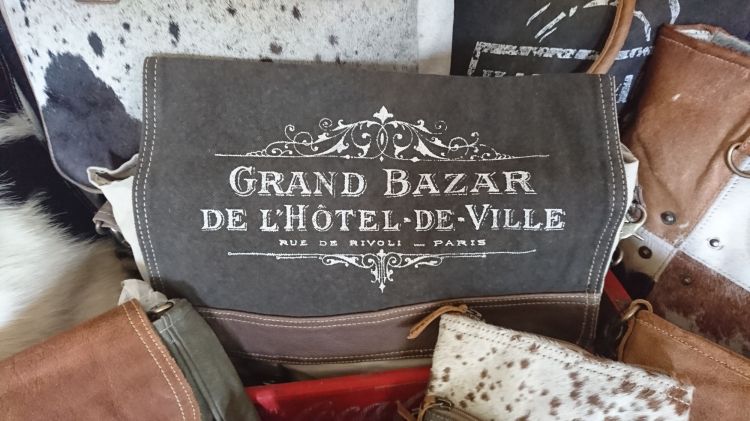 GRAND BAZAR
DE L'HÔTEL-DE-VILLE
RUE DE RIVOLI _ PARIS